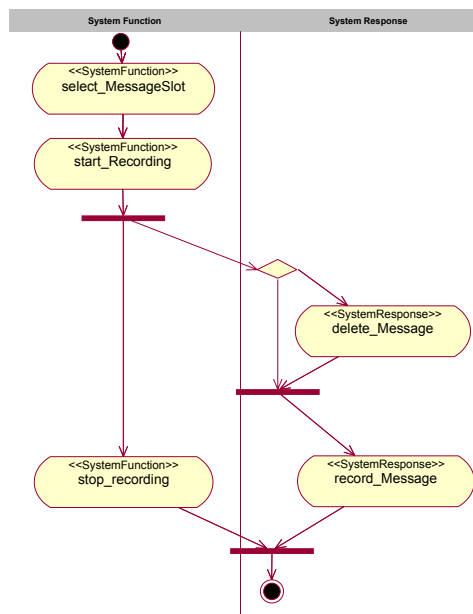 System Function
System Response
<<SystemFunction>>
select_MessageSlot
<<SystemFunction>>
start_Recording
<<SystemResponse>>
delete_Message
<<SystemFunction>>
stop_recording
<<SystemResponse>>
record_Message